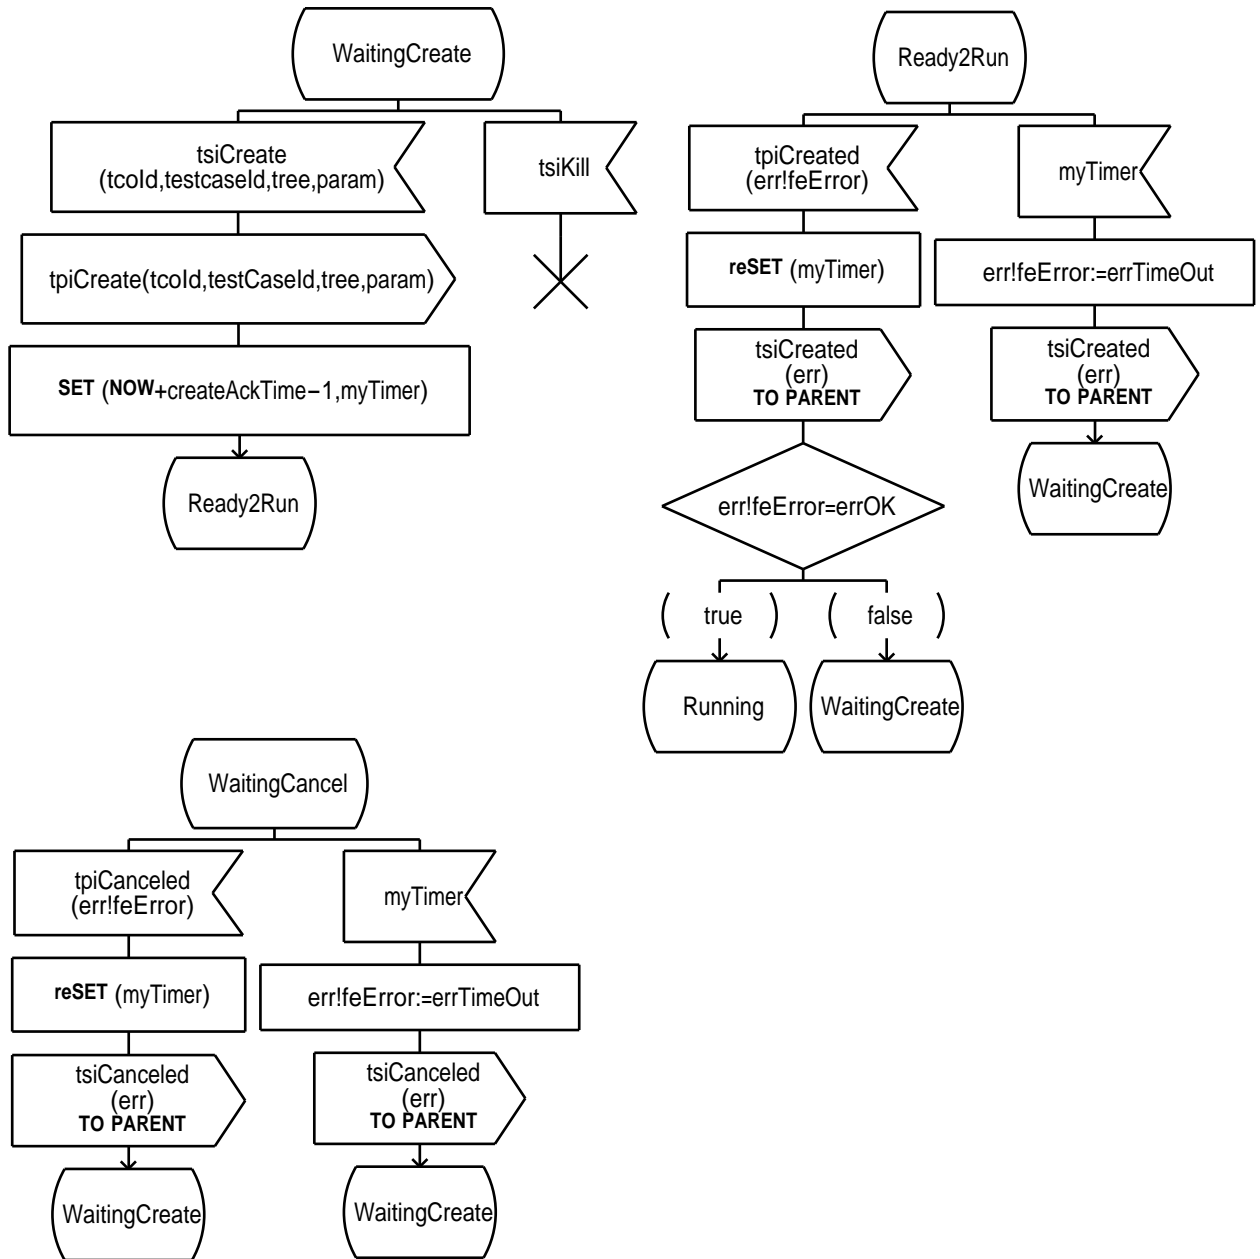 WaitingCreate
tsiCreate
(tcoId,testcaseId,tree,param)
tsiKill
tpiCreate(tcoId,testCaseId,tree,param)
SET (NOW+createAckTime−1,myTimer)
Ready2Run
Ready2Run
tpiCreated
(err!feError)
myTimer
reSET (myTimer)
err!feError:=errTimeOut
tsiCreated
(err)
TO PARENT
tsiCreated
(err)
TO PARENT
err!feError=errOK
WaitingCreate
( true )
( false )
Running
WaitingCreate
WaitingCancel
tpiCanceled
(err!feError)
myTimer
reSET (myTimer)
err!feError:=errTimeOut
tsiCanceled
(err)
TO PARENT
tsiCanceled
(err)
TO PARENT
WaitingCreate
WaitingCreate